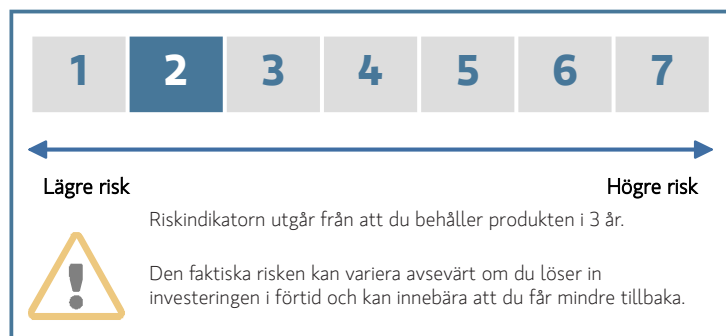 1 2 3 4 5 6 7
Lägre risk Högre risk
Riskindikatorn utgår från att du behåller produkten i 3 år.
Den faktiska risken kan variera avsevärt om du löser in
investeringen i förtid och kan innebära att du får mindre tillbaka.